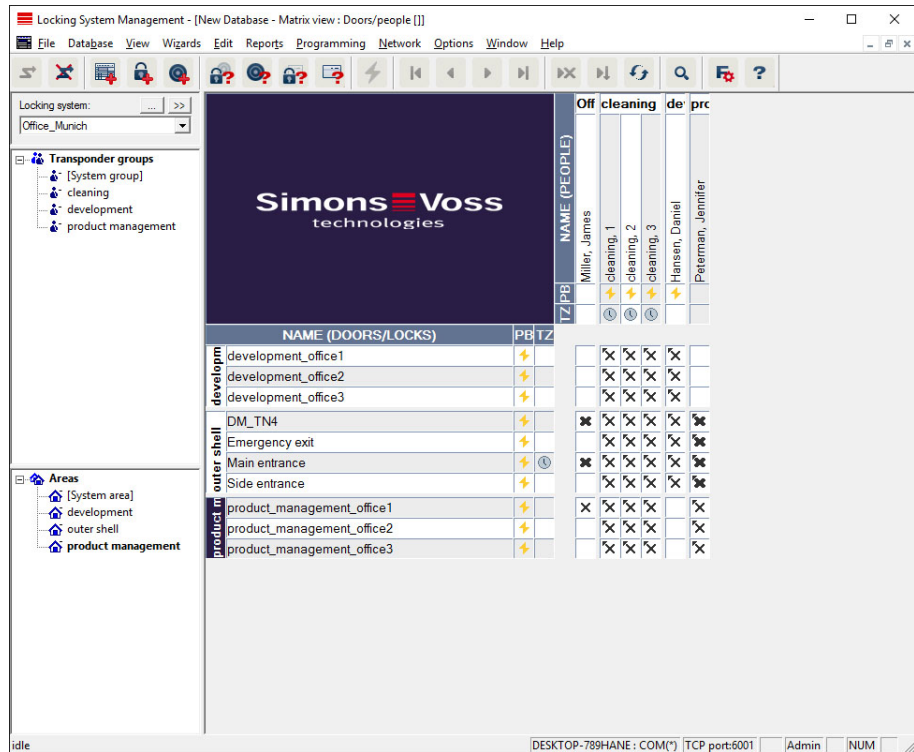 Locking System Management - [New Database - Matrix view : Doors/people []]
File Database View Wizards Edit Reports Programming Network Options Window Help
Locking system:
... >>
Office_Munich
Transponder groups
[System group]
cleaning
development
product management
Areas
[System area]
development
outer shell
product management
Simons Voss
technologies
Off cleaning de pro
NAME (PEOPLE)
Miller, James
cleaning, 1
cleaning, 2
cleaning, 3
Hansen, Daniel
Peterman, Jennifer
PB
TZ
NAME (DOORS/LOCKS) PB TZ
developm
development_office1
development_office2
development_office3
outer shell
DM_TN4
Emergency exit
Main entrance
Side entrance
product m
product_management_office1
product_management_office2
product_management_office3
idle DESKTOP-789HANE : COM(*) TCP port:6001 Admin NUM